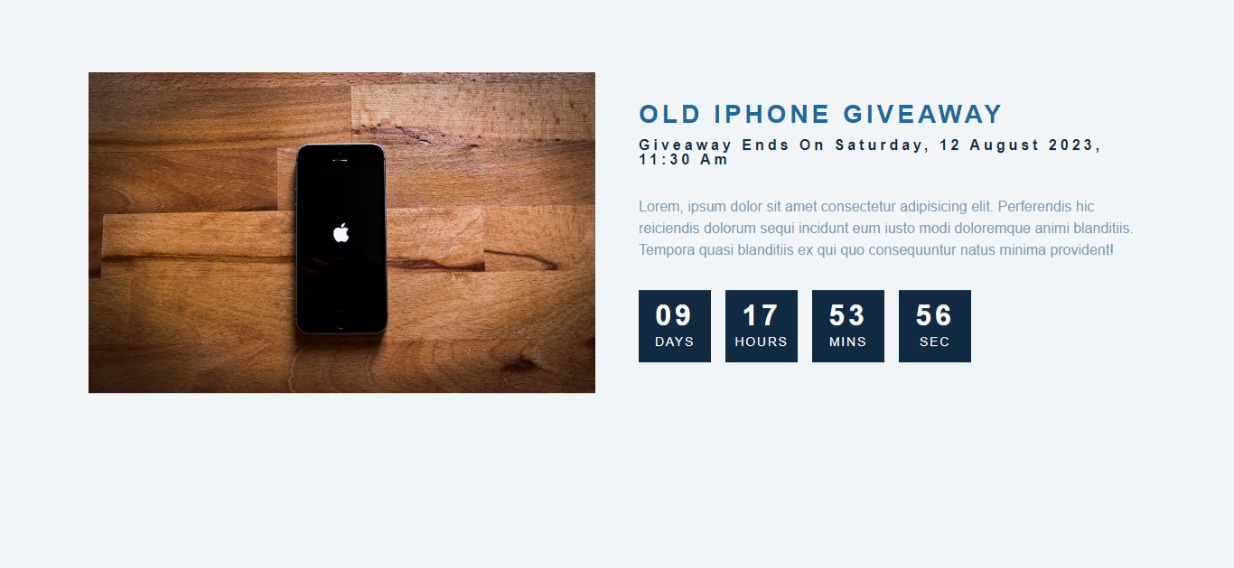 OLD IPHONE GIVEAWAY
Giveaway Ends On Saturday, 12 August 2023,
11:30 Am
Lorem, ipsum dolor sit amet consectetur adipisicing elit. Perferendis hic
reiciendis dolorum sequi incidunt eum iusto modi doloremque animi blanditiis.
Tempora quasi blanditiis ex qui quo consequuntur natus minima provident!
09 17 53 56
DAYS HOURS MINS SEC